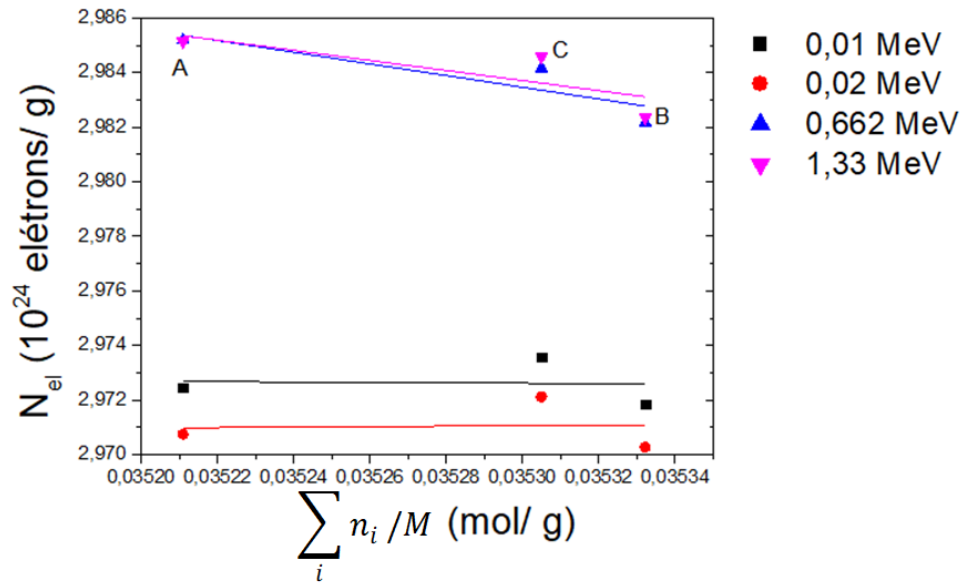 2,986
2,984
2,982
2,980
2,978
2,976
2,974
2,972
2,970
N_el (10^24 elétrons/ g)
A
C
B
0,03520 0,03522 0,03524 0,03526 0,03528 0,03530 0,03532 0,03534
∑_i n_i/M (mol/ g)
0,01 MeV
0,02 MeV
0,662 MeV
1,33 MeV